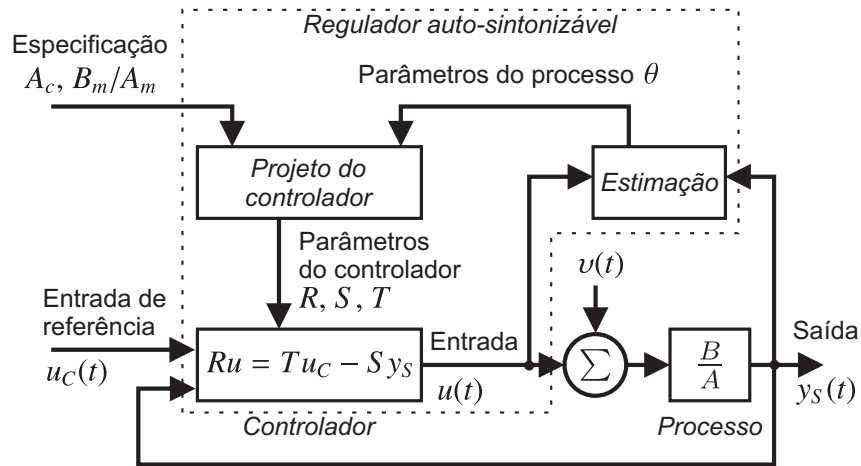 Regulador auto-sintonizável
Especificação
A_c, B_m/A_m
Parâmetros do processo θ
Projeto do
controlador
Estimação
Parâmetros
do controlador
R, S, T
υ(t)
Entrada de
referência
u_C(t)
Ru = Tu_C − Sy_S
Entrada
u(t)
Σ
B
A
Saída
y_S(t)
Controlador
Processo